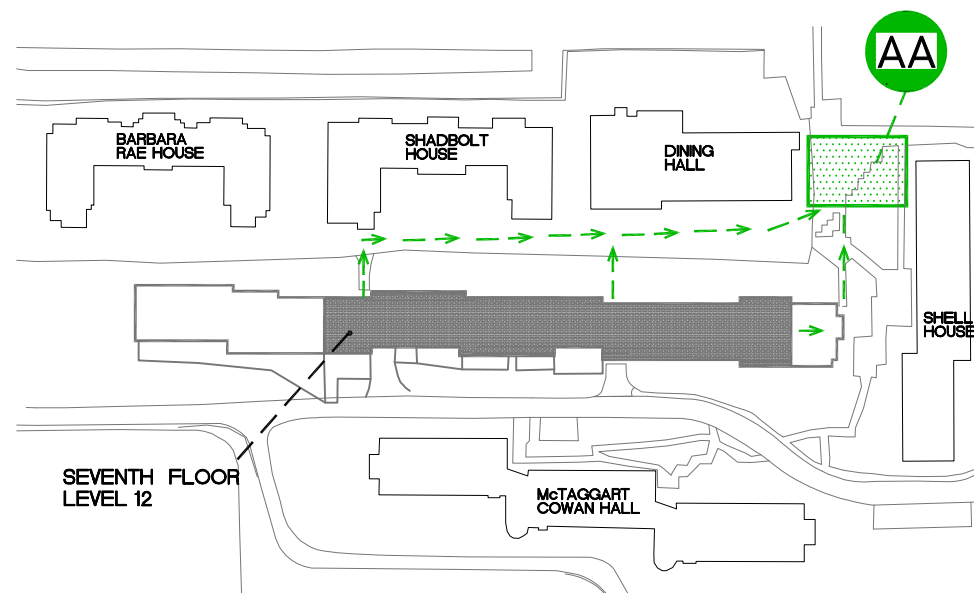 AA
BARBARA
RAE HOUSE
SHADBOLT
HOUSE
DINING
HALL
SHELL
HOUSE
SEVENTH FLOOR
LEVEL 12
McTAGGART
COWAN HALL